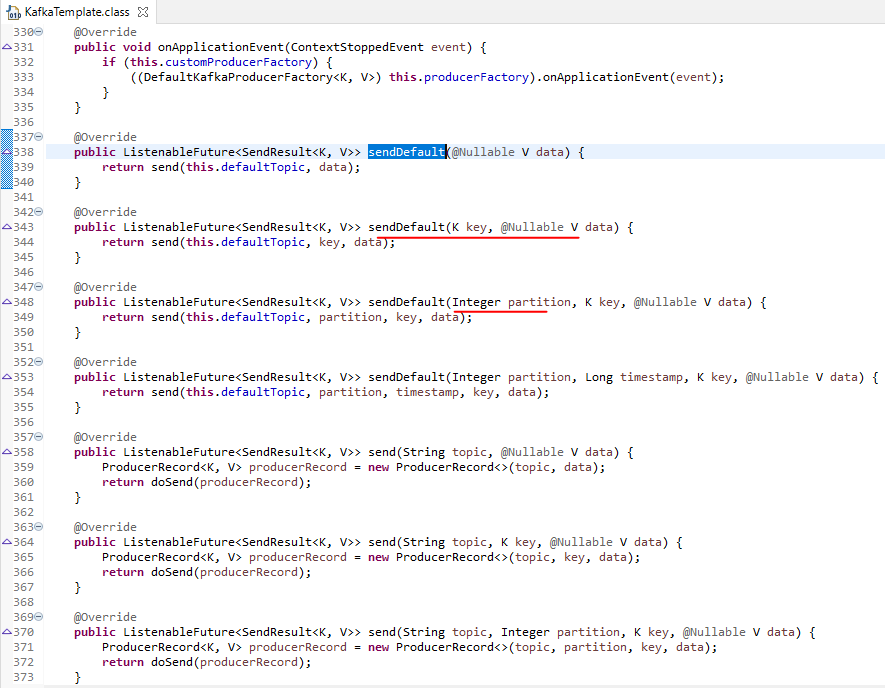 KafkaTemplate.class
330 @Override
331 public void onApplicationEvent(ContextStoppedEvent event) {
332 if (this.customProducerFactory) {
333 ((DefaultKafkaProducerFactory<K, V>) this.producerFactory).onApplicationEvent(event);
334 }
335 }
336
337 @Override
338 public ListenableFuture<SendResult<K, V>> sendDefault(@Nullable V data) {
339 return send(this.defaultTopic, data);
340 }
341
342 @Override
343 public ListenableFuture<SendResult<K, V>> sendDefault(K key, @Nullable V data) {
344 return send(this.defaultTopic, key, data);
345 }
346
347 @Override
348 public ListenableFuture<SendResult<K, V>> sendDefault(Integer partition, K key, @Nullable V data) {
349 return send(this.defaultTopic, partition, key, data);
350 }
351
352 @Override
353 public ListenableFuture<SendResult<K, V>> sendDefault(Integer partition, Long timestamp, K key, @Nullable V data) {
354 return send(this.defaultTopic, partition, timestamp, key, data);
355 }
356
357 @Override
358 public ListenableFuture<SendResult<K, V>> send(String topic, @Nullable V data) {
359 ProducerRecord<K, V> producerRecord = new ProducerRecord<>(topic, data);
360 return doSend(producerRecord);
361 }
362
363 @Override
364 public ListenableFuture<SendResult<K, V>> send(String topic, K key, @Nullable V data) {
365 ProducerRecord<K, V> producerRecord = new ProducerRecord<>(topic, key, data);
366 return doSend(producerRecord);
367 }
368
369 @Override
370 public ListenableFuture<SendResult<K, V>> send(String topic, Integer partition, K key, @Nullable V data) {
371 ProducerRecord<K, V> producerRecord = new ProducerRecord<>(topic, partition, key, data);
372 return doSend(producerRecord);
373 }